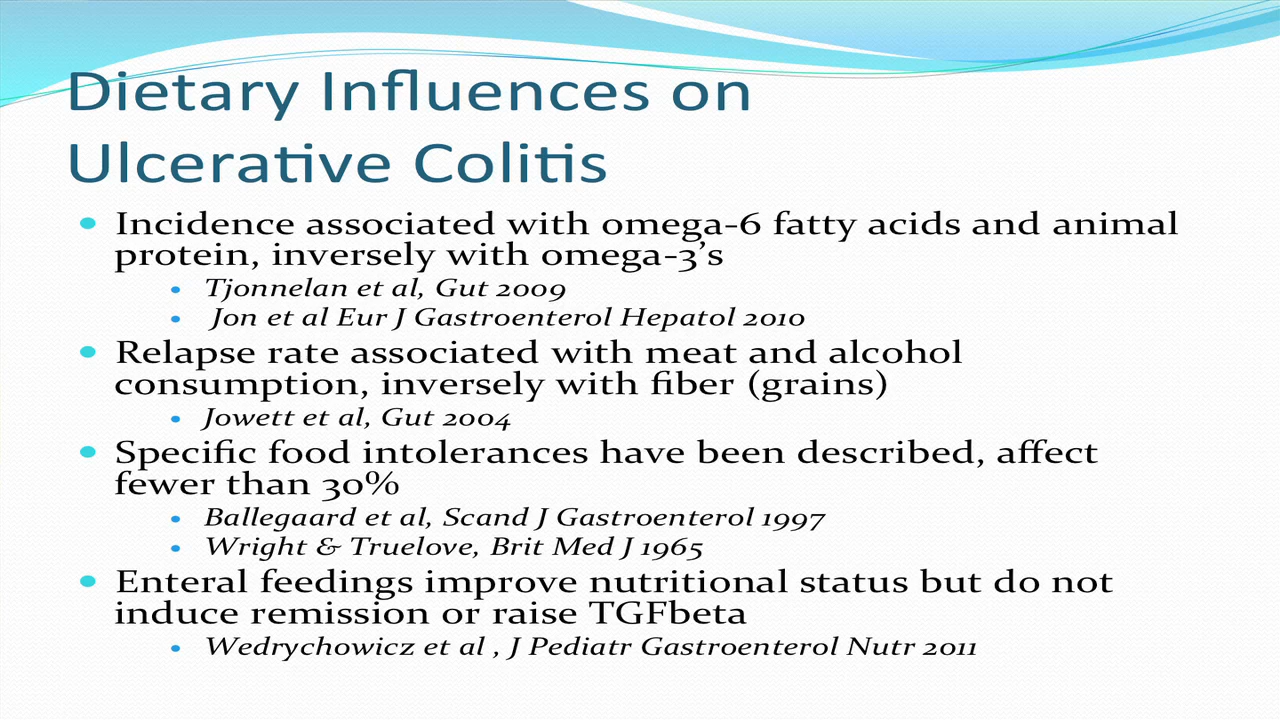 Dietary Influences on
Ulcerative Colitis
• Incidence associated with omega-6 fatty acids and animal
protein, inversely with omega-3’s
• Tjonnelan et al, Gut 2009
• Jon et al Eur J Gastroenterol Hepatol 2010
• Relapse rate associated with meat and alcohol
consumption, inversely with fiber (grains)
• Jowett et al, Gut 2004
• Specific food intolerances have been described, affect
fewer than 30%
• Ballegaard et al, Scand J Gastroenterol 1997
• Wright & Truelove, Brit Med J 1965
• Enteral feedings improve nutritional status but do not
induce remission or raise TGFbeta
• Wedrychowicz et al , J Pediatr Gastroenterol Nutr 2011